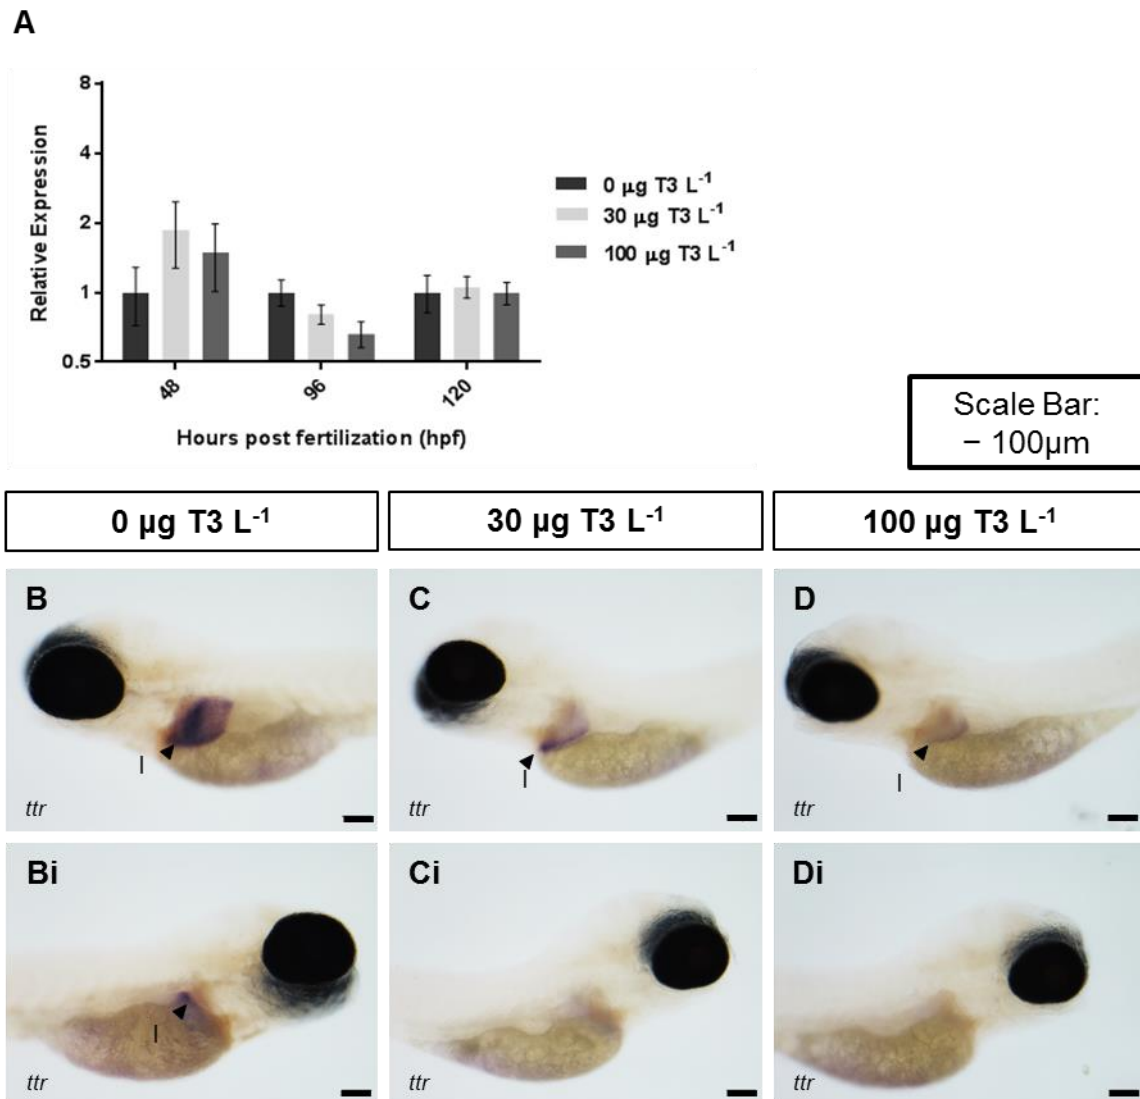 A
8
4
2
1
0.5
Relative Expression
48
96
120
Hours post fertilization (hpf)
0 µg T3 L⁻¹
30 µg T3 L⁻¹
100 µg T3 L⁻¹
Scale Bar:
− 100µm
0 µg T3 L⁻¹
30 µg T3 L⁻¹
100 µg T3 L⁻¹
B
l
ttr
C
l
ttr
D
l
ttr
Bi
l
ttr
Ci
ttr
Di
ttr